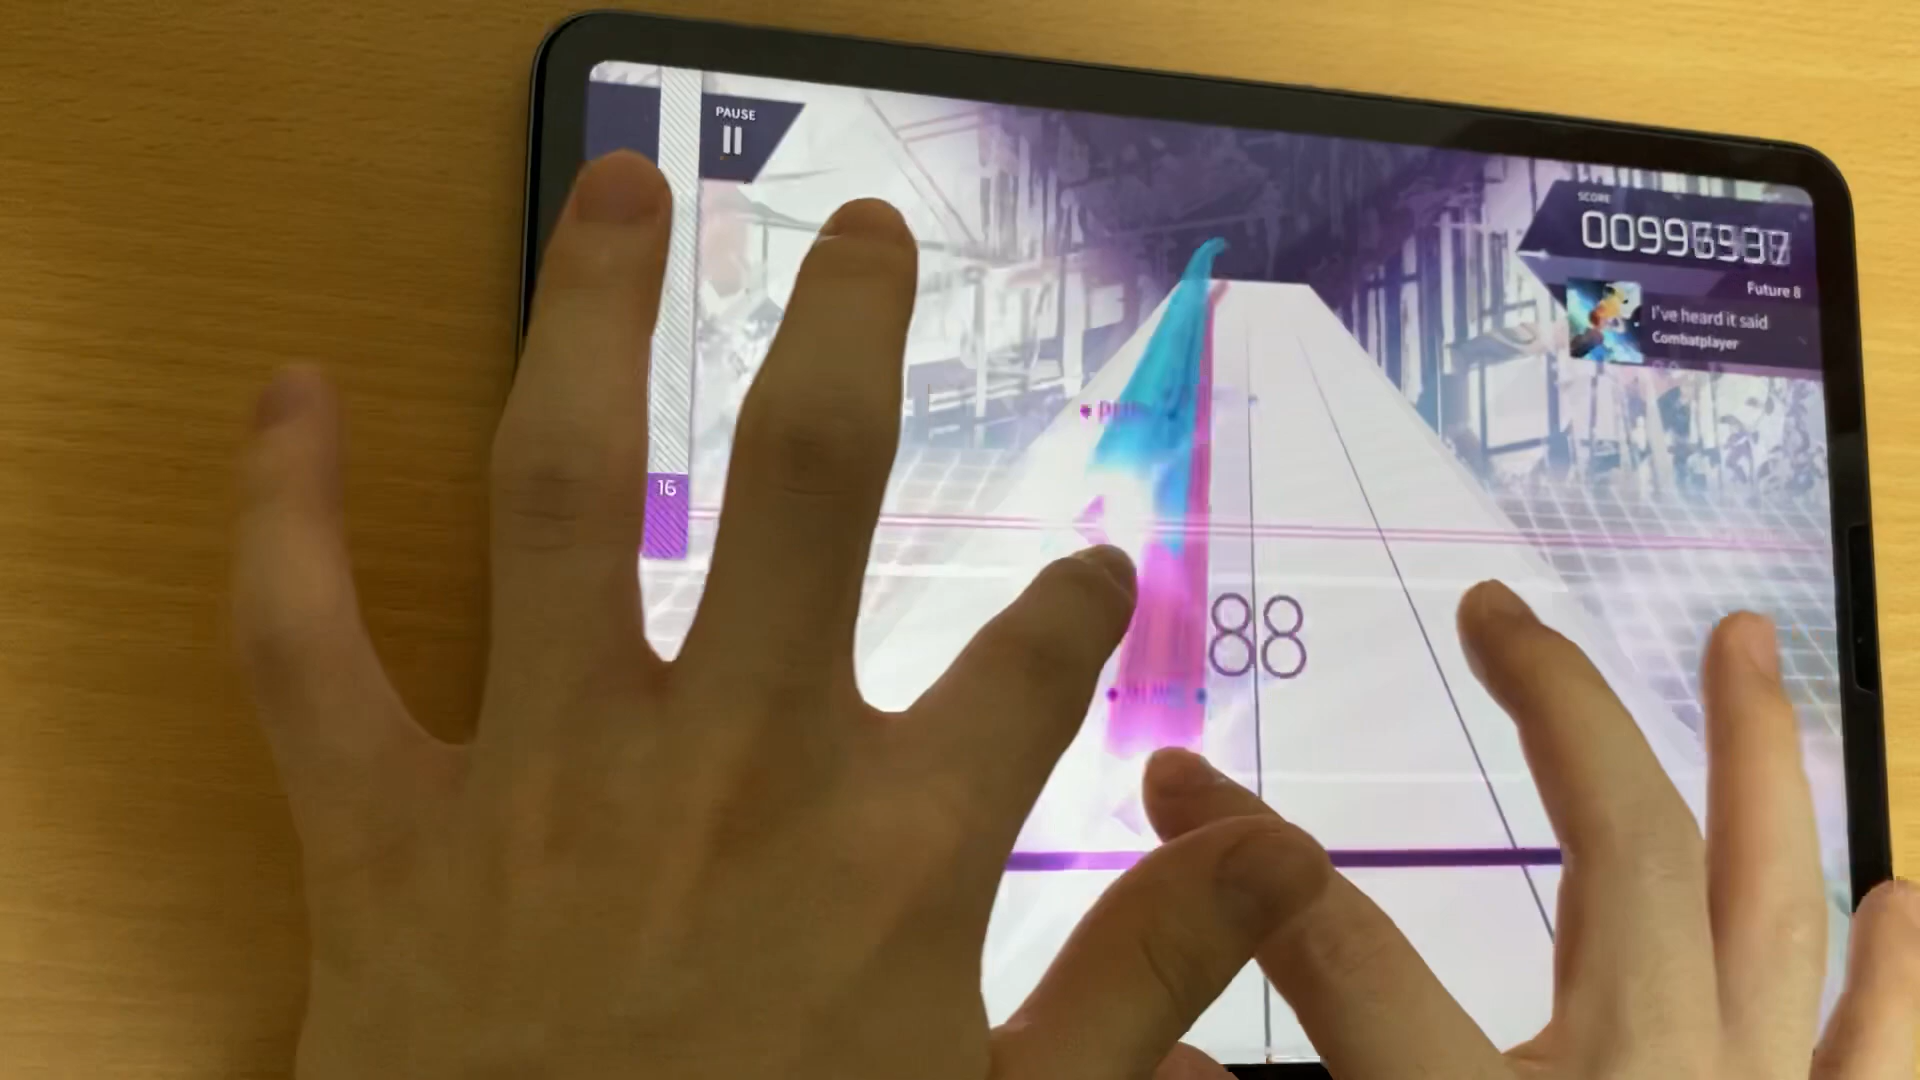 PAUSE
SCORE
Future 8
I've heard it said
Combatplayer
16
88